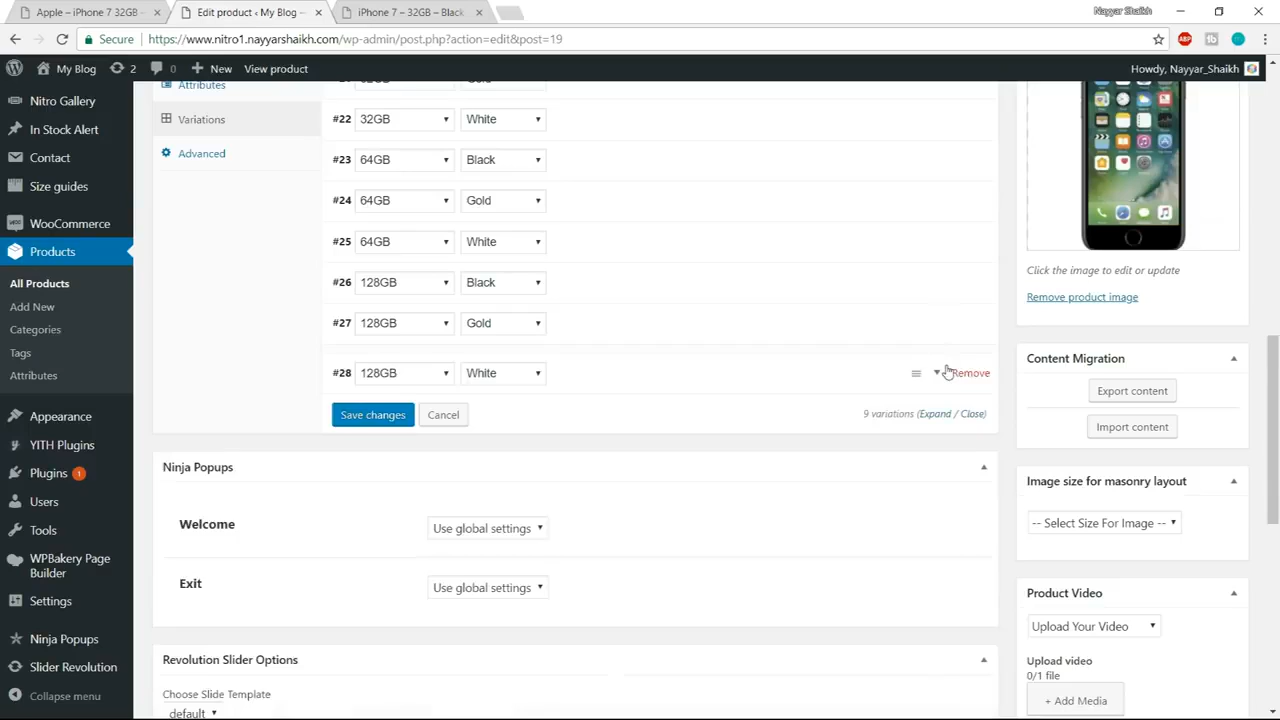 Apple – iPhone 7 32GB –
Edit product ‹ My Blog –
iPhone 7 – 32GB – Black
Nayyar Shaikh
Secure
https://www.nitro1.nayyarshaikh.com/wp-admin/post.php?action=edit&post=19
My Blog
2
New
View product
Howdy, Nayyar_Shaikh
Nitro Gallery
In Stock Alert
Contact
Size guides
WooCommerce
Products
All Products
Add New
Categories
Tags
Attributes
Appearance
YITH Plugins
Plugins 1
Users
Tools
WPBakery Page
Builder
Settings
Ninja Popups
Slider Revolution
Collapse menu
Attributes
Variations
Advanced
#22 32GB White
#23 64GB Black
#24 64GB Gold
#25 64GB White
#26 128GB Black
#27 128GB Gold
#28 128GB White
Remove
Save changes
Cancel
9 variations (Expand / Close)
Ninja Popups
Welcome
Use global settings
Exit
Use global settings
Revolution Slider Options
Choose Slide Template
default
Click the image to edit or update
Remove product image
Content Migration
Export content
Import content
Image size for masonry layout
-- Select Size For Image --
Product Video
Upload Your Video
Upload video
0/1 file
+ Add Media